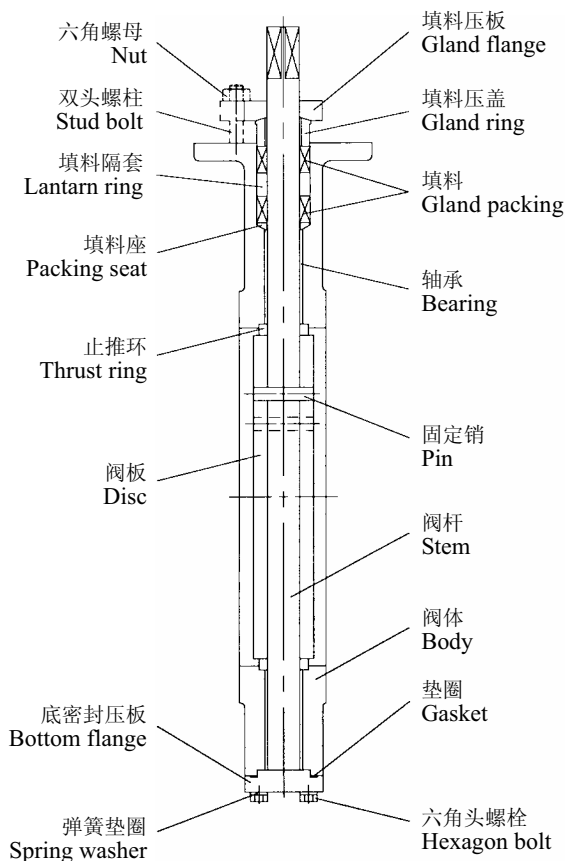 六角螺母
Nut
双头螺柱
Stud bolt
填料隔套
Lantarn ring
填料座
Packing seat
止推环
Thrust ring
阀板
Disc
底密封压板
Bottom flange
弹簧垫圈
Spring washer
填料压板
Gland flange
填料压盖
Gland ring
填料
Gland packing
轴承
Bearing
固定销
Pin
阀杆
Stem
阀体
Body
垫圈
Gasket
六角头螺栓
Hexagon bolt